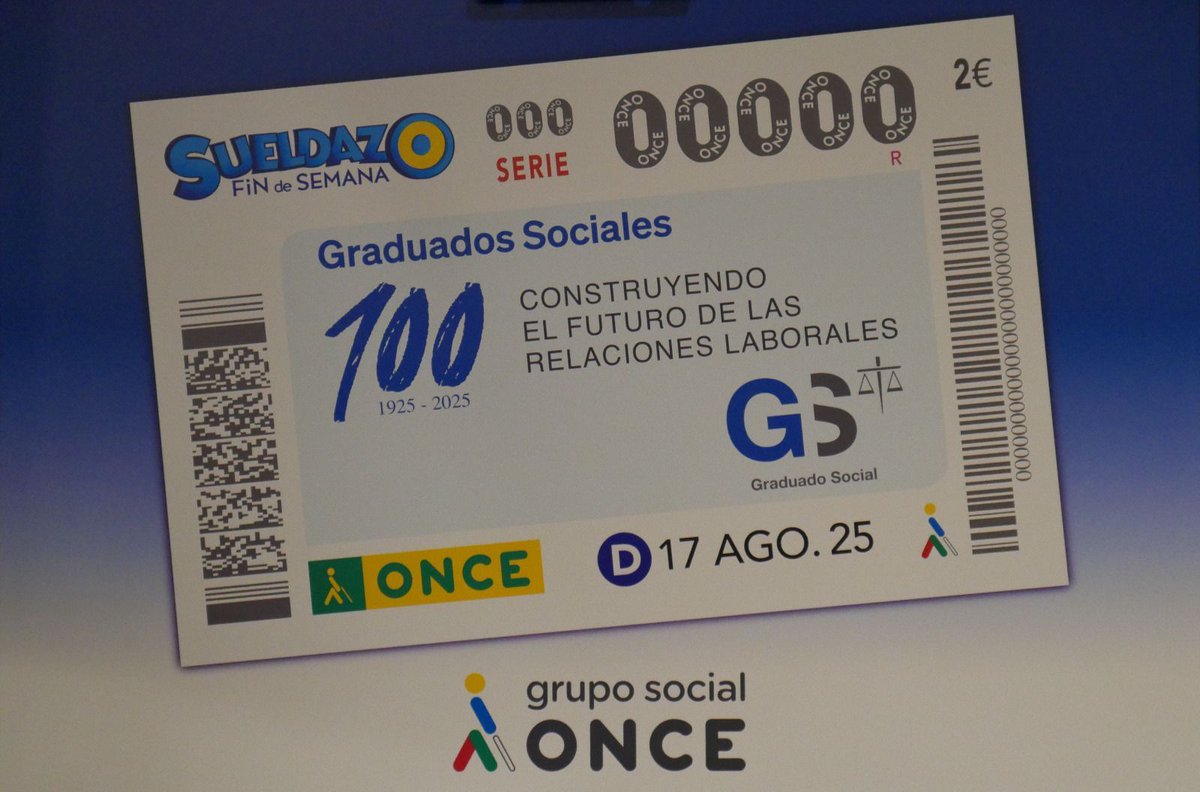 SUELDAZO
FiN de SEMANA
000
SERIE
00000
R
2€
Graduados Sociales
100
1925 - 2025
CONSTRUYENDO
EL FUTURO DE LAS
RELACIONES LABORALES
GS
Graduado Social
ONCE
D 17 AGO. 25
grupo social
ONCE